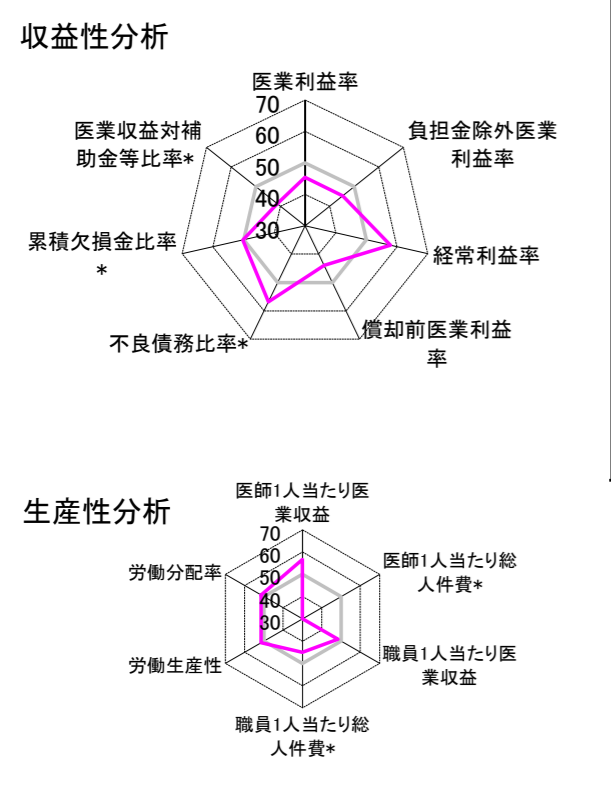 収益性分析
医業利益率
70
60
50
40
30
負担金除外医業
利益率
経常利益率
償却前医業利益
率
不良債務比率*
累積欠損金比率
*
医業収益対補
助金等比率*
生産性分析
医師1人当たり医
業収益
70
60
50
40
30
医師1人当たり総
人件費*
職員1人当たり医
業収益
職員1人当たり総
人件費*
労働生産性
労働分配率